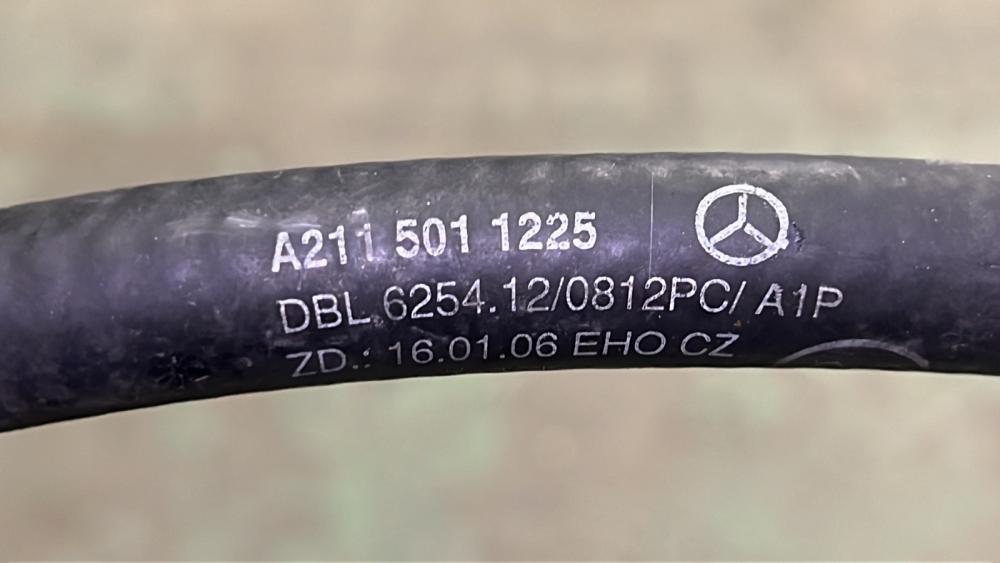 A211 501 1225
DBL 6254.12/0812PC/ A1P
ZD.: 16.01.06 EHO CZ